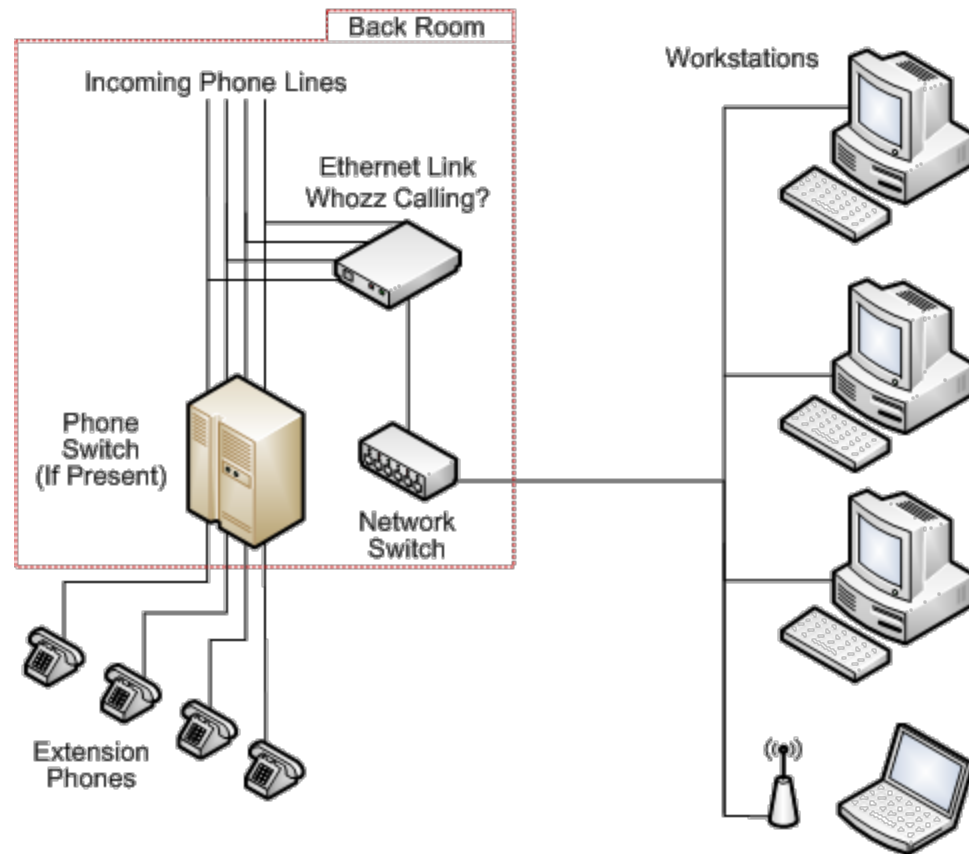 Back Room
Incoming Phone Lines
Workstations
Ethernet Link
Whozz Calling?
Phone
Switch
(If Present)
Network
Switch
Extension
Phones